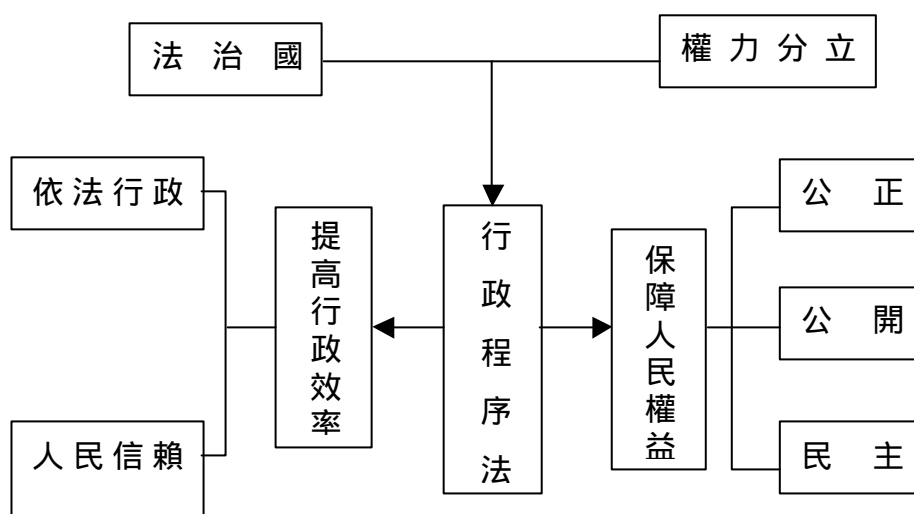 法治國
權力分立
依法行政
人民信賴
提高行政效率
行政程序法
保障人民權益
公正
公開
民主